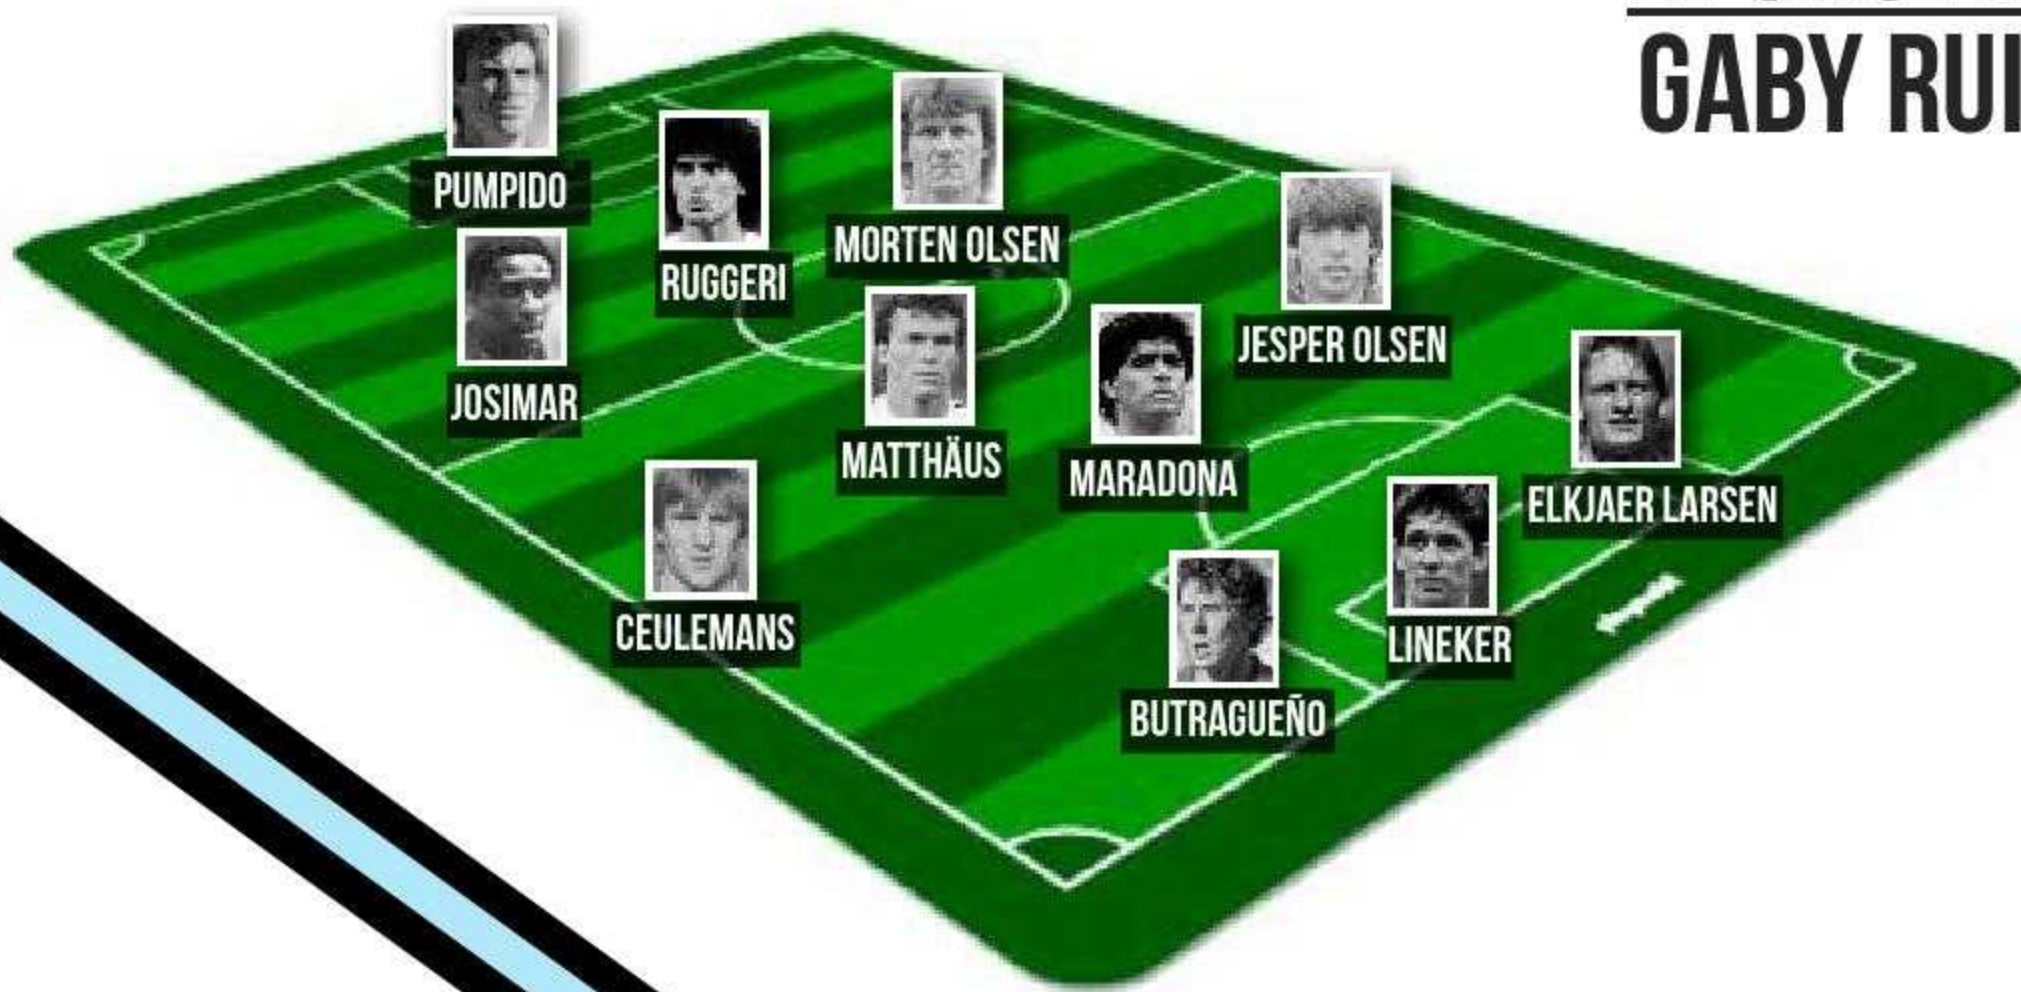 GABY RUI
PUMPIDO
RUGGERI
MORTEN OLSEN
JOSIMAR
JESPER OLSEN
MATTHÄUS
MARADONA
ELKJAER LARSEN
CEULEMANS
LINEKER
BUTRAGUEÑO